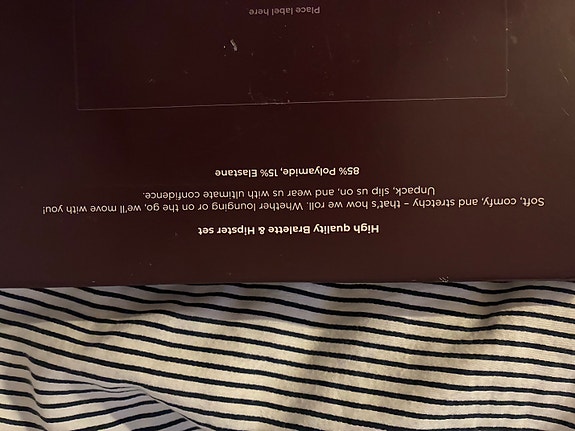 High quality Bralette & Hipster set
Soft, comfy, and stretchy – that's how we roll. Whether lounging or on the go, we'll move with you!
Unpack, slip us on, and wear us with ultimate confidence.
85% Polyamide, 15% Elastane
Place label here